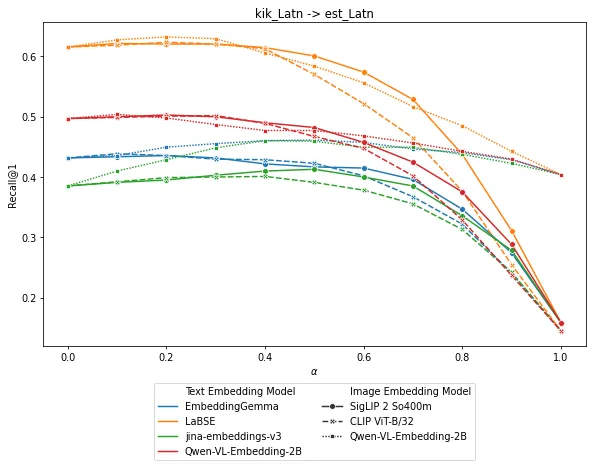 kik_Latn -> est_Latn
Recall@1
0.6
0.5
0.4
0.3
0.2
0.0 0.2 0.4 0.6 0.8 1.0
α
Text Embedding Model Image Embedding Model
EmbeddingGemma SigLIP 2 So400m
LaBSE CLIP ViT-B/32
jina-embeddings-v3 Qwen-VL-Embedding-2B
Qwen-VL-Embedding-2B